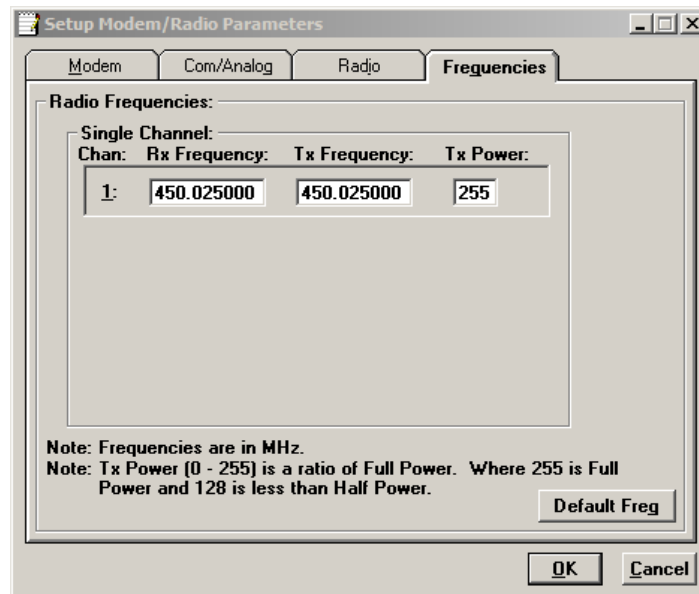 Setup Modem/Radio Parameters
Modem Com/Analog Radio Frequencies
Radio Frequencies:
Single Channel:
Chan: Rx Frequency: Tx Frequency: Tx Power:
1: 450.025000 450.025000 255
Note: Frequencies are in MHz.
Note: Tx Power (0 - 255) is a ratio of Full Power. Where 255 is Full
Power and 128 is less than Half Power.
Default Freq
OK Cancel